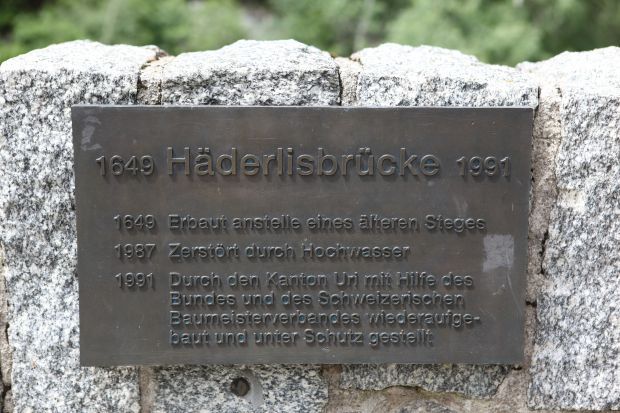 1649 Häderlisbrücke 1991
1649 Erbaut anstelle eines älteren Steges
1987 Zerstört durch Hochwasser
1991 Durch den Kanton Uri mit Hilfe des
Bundes und des Schweizerischen
Baumeisterverbandes wiederaufge-
baut und unter Schutz gestellt